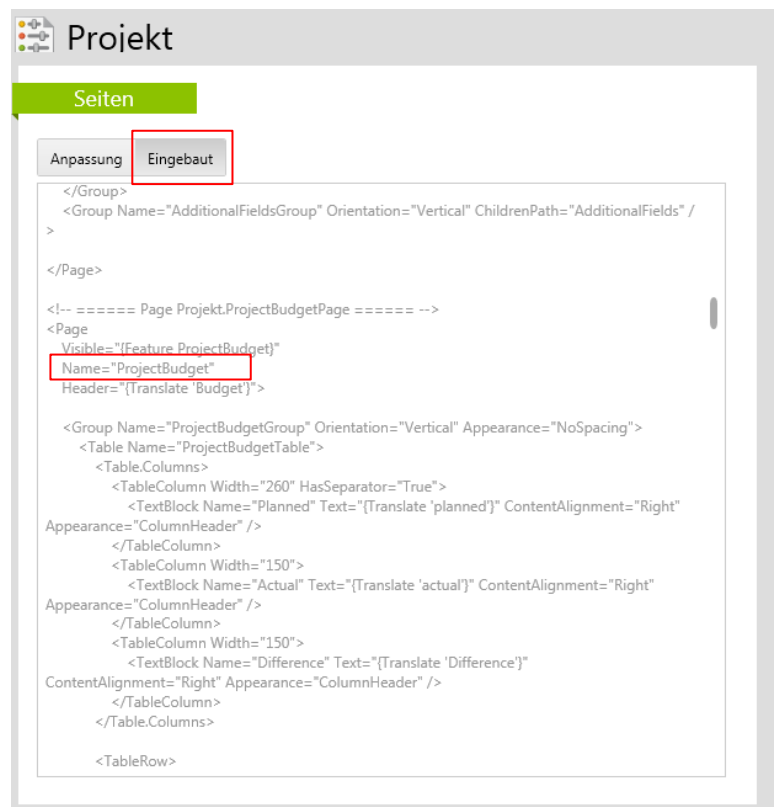 Projekt
Seiten
Anpassung Eingebaut
</Group>
<Group Name="AdditionalFieldsGroup" Orientation="Vertical" ChildrenPath="AdditionalFields" /
>
</Page>
<!-- ====== Page Projekt.ProjectBudgetPage ====== -->
<Page
Visible="{Feature ProjectBudget}"
Name="ProjectBudget"
Header="{Translate 'Budget'}">
<Group Name="ProjectBudgetGroup" Orientation="Vertical" Appearance="NoSpacing">
<Table Name="ProjectBudgetTable">
<Table.Columns>
<TableColumn Width="260" HasSeparator="True">
<TextBlock Name="Planned" Text="{Translate 'planned'}" ContentAlignment="Right"
Appearance="ColumnHeader" />
</TableColumn>
<TableColumn Width="150">
<TextBlock Name="Actual" Text="{Translate 'actual'}" ContentAlignment="Right"
Appearance="ColumnHeader" />
</TableColumn>
<TableColumn Width="150">
<TextBlock Name="Difference" Text="{Translate 'Difference'}"
ContentAlignment="Right" Appearance="ColumnHeader" />
</TableColumn>
</Table.Columns>
<TableRow>